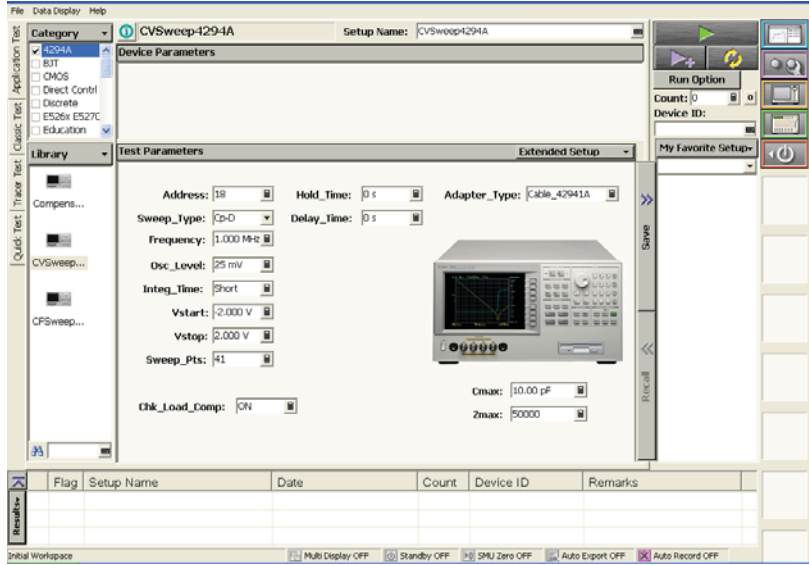 File Data Display Help
Application Test
Classic Test
Tracer Test
Quick Test
Category
4294A
BJT
CMOS
Direct Contrl
Discrete
E526x E527C
Education
Library
Compens...
CVSweep...
CFSweep...
CVSweep4294A
Setup Name: CVSweep4294A
Device Parameters
Test Parameters
Extended Setup
Address: 18
Hold_Time: 0 s
Adapter_Type: Cable_42941A
Sweep_Type: Cp-D
Delay_Time: 0 s
Frequency: 1.000 MHz
Osc_Level: 25 mV
Integ_Time: Short
Vstart: -2.000 V
Vstop: 2.000 V
Sweep_Pts: 41
Chk_Load_Comp: ON
Cmax: 10.00 pF
Zmax: 50000
Save
Recall
Run Option
Count: 0
0
Device ID:
My Favorite Setup
Results
Flag Setup Name Date Count Device ID Remarks
Initial Workspace
Multi Display OFF Standby OFF SMU Zero OFF Auto Export OFF Auto Record OFF